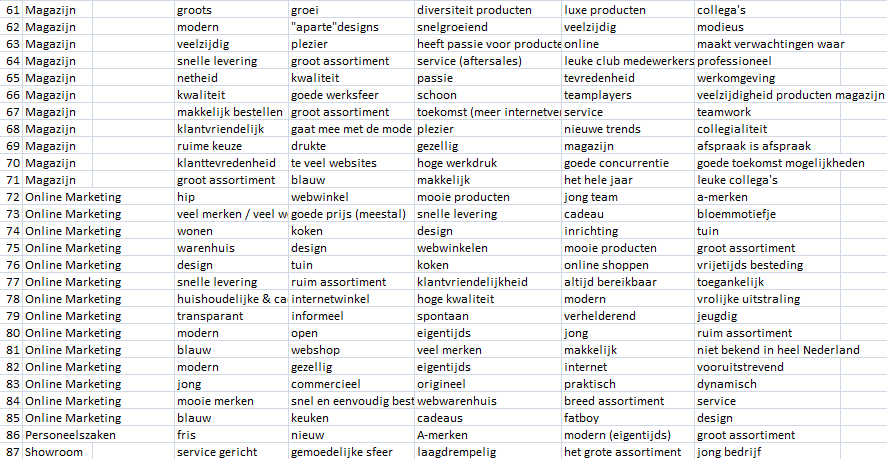 61 Magazijn groots groei diversiteit producten luxe producten collega's
62 Magazijn modern "aparte"designs snelgroeiend veelzijdig modieus
63 Magazijn veelzijdig plezier heeft passie voor producte online maakt verwachtingen waar
64 Magazijn snelle levering groot assortiment service (aftersales) leuke club medewerkers professioneel
65 Magazijn netheid kwaliteit passie tevredenheid werkomgeving
66 Magazijn kwaliteit goede werksfeer schoon teamplayers veelzijdigheid producten magazijn
67 Magazijn makkelijk bestellen groot assortiment toekomst (meer internetver service teamwork
68 Magazijn klantvriendelijk gaat mee met de mode plezier nieuwe trends collegialiteit
69 Magazijn ruime keuze drukte gezellig magazijn afspraak is afspraak
70 Magazijn klanttevredenheid te veel websites hoge werkdruk goede concurrentie goede toekomst mogelijkheden
71 Magazijn groot assortiment blauw makkelijk het hele jaar leuke collega's
72 Online Marketing hip webwinkel mooie producten jong team a-merken
73 Online Marketing veel merken / veel w goede prijs (meestal) snelle levering cadeau bloemmotiefje
74 Online Marketing wonen koken design inrichting tuin
75 Online Marketing warenhuis design webwinkelen mooie producten groot assortiment
76 Online Marketing design tuin koken online shoppen vrijetijds besteding
77 Online Marketing snelle levering ruim assortiment klantvriendelijkheid altijd bereikbaar toegankelijk
78 Online Marketing huishoudelijke & ca internetwinkel hoge kwaliteit modern vrolijke uitstraling
79 Online Marketing transparant informeel spontaan verhelderend jeugdig
80 Online Marketing modern open eigentijds jong ruim assortiment
81 Online Marketing blauw webshop veel merken makkelijk niet bekend in heel Nederland
82 Online Marketing modern gezellig eigentijds internet vooruitstrevend
83 Online Marketing jong commercieel origineel praktisch dynamisch
84 Online Marketing mooie merken snel en eenvoudig best webwarenhuis breed assortiment service
85 Online Marketing blauw keuken cadeaus fatboy design
86 Personeelszaken fris nieuw A-merken modern (eigentijds) groot assortiment
87 Showroom service gericht gemoedelijke sfeer laagdrempelig het grote assortiment jong bedrijf